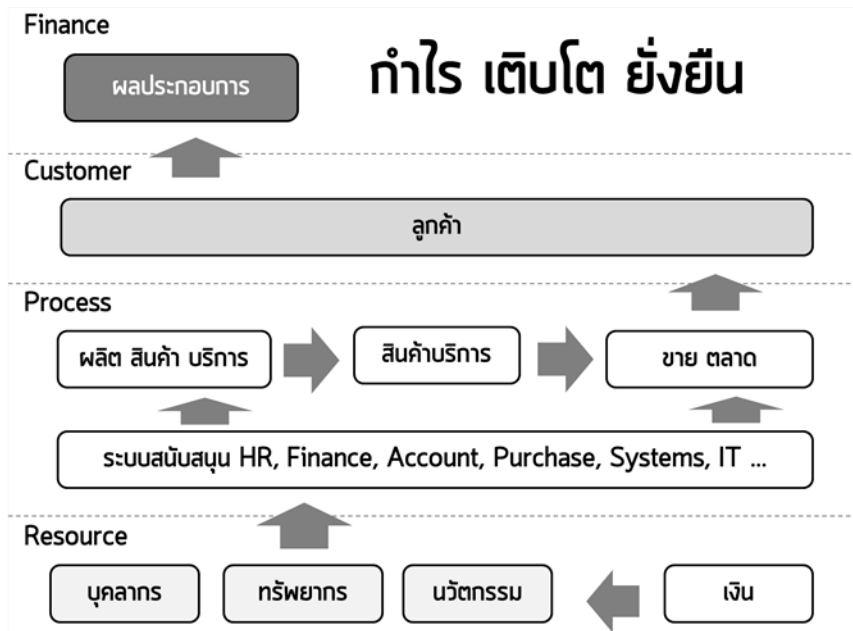 Finance
กำไร เติบโต ยั่งยืน
ผลประกอบการ
Customer
ลูกค้า
Process
ผลิต สินค้า บริการ
สินค้าบริการ
ขาย ตลาด
ระบบสนับสนุน HR, Finance, Account, Purchase, Systems, IT ...
Resource
บุคลากร
ทรัพยากร
นวัตกรรม
เงิน